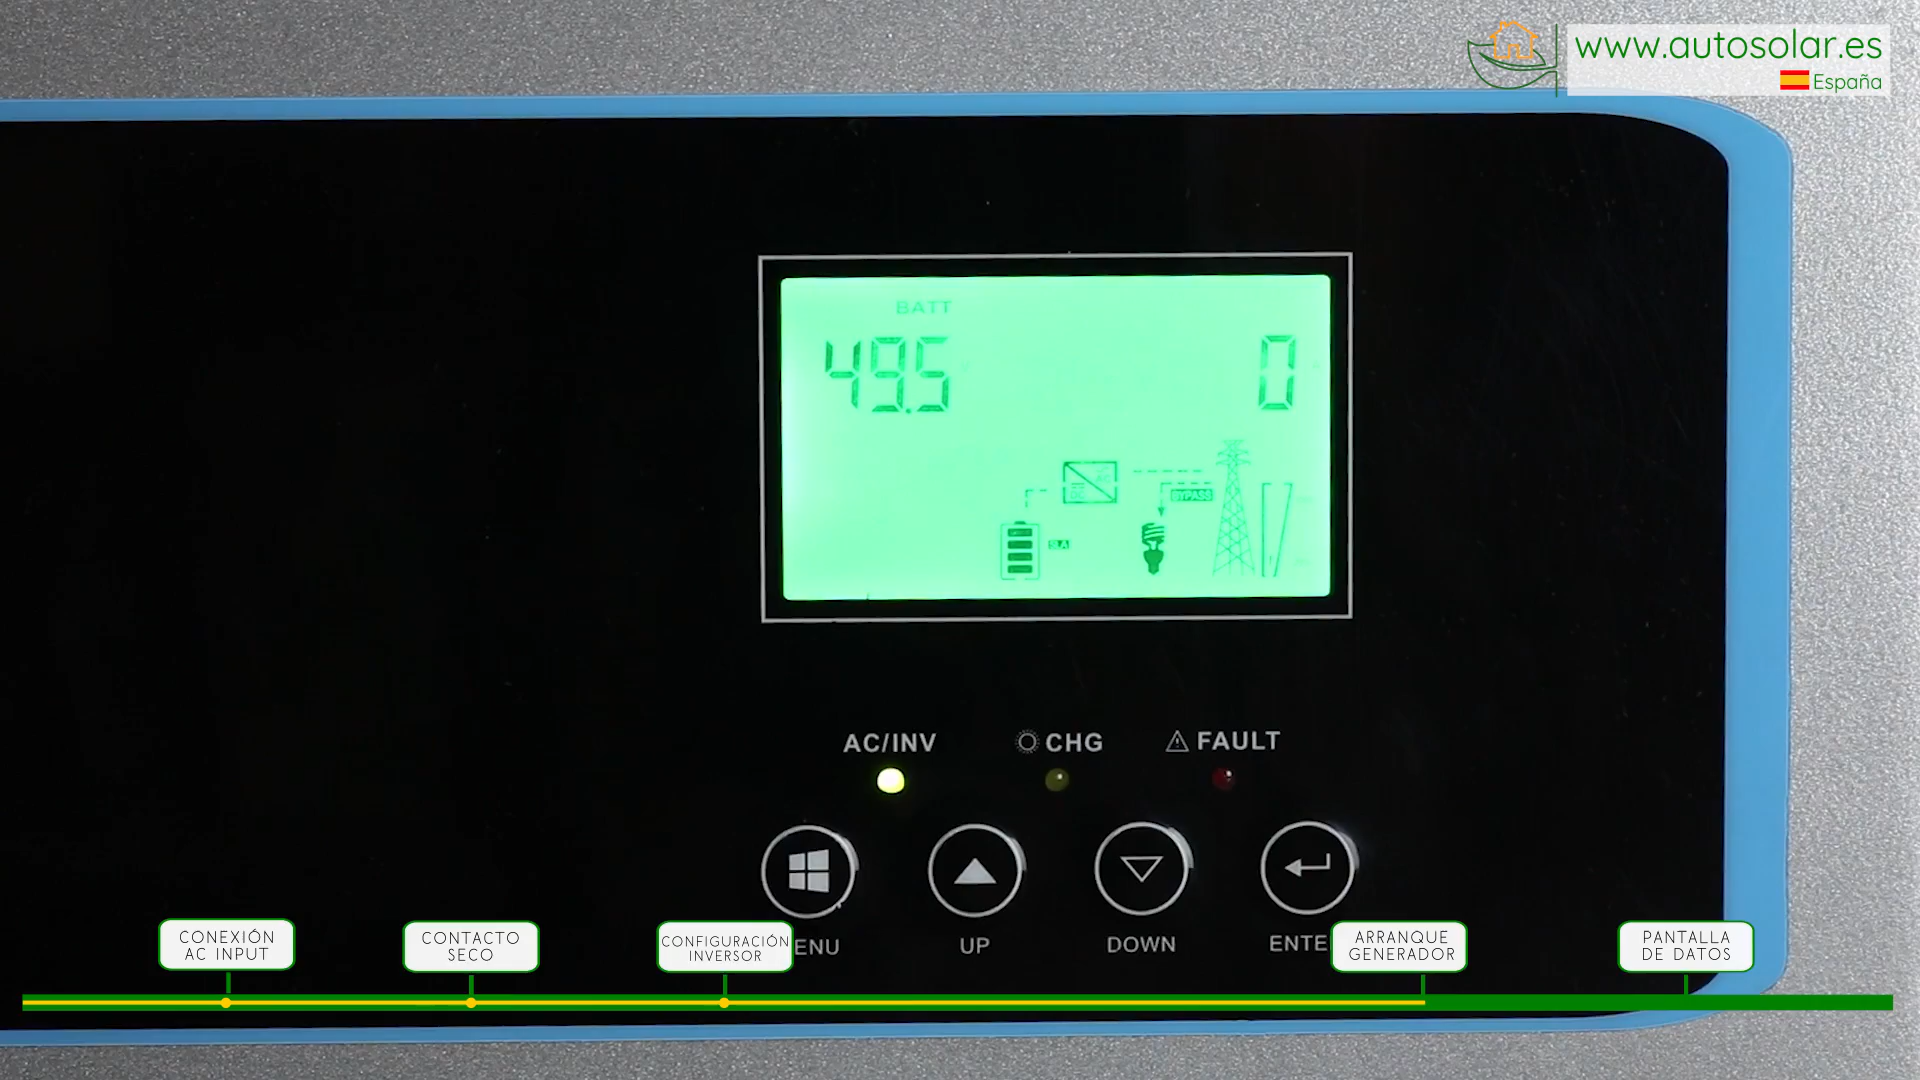 www.autosolar.es
España
BATT
49.5
0
BYPASS
SLA
AC/INV
CHG
FAULT
ENU
UP
DOWN
ENTE
CONEXIÓN
AC INPUT
CONTACTO
SECO
CONFIGURACIÓN
INVERSOR
ARRANQUE
GENERADOR
PANTALLA
DE DATOS